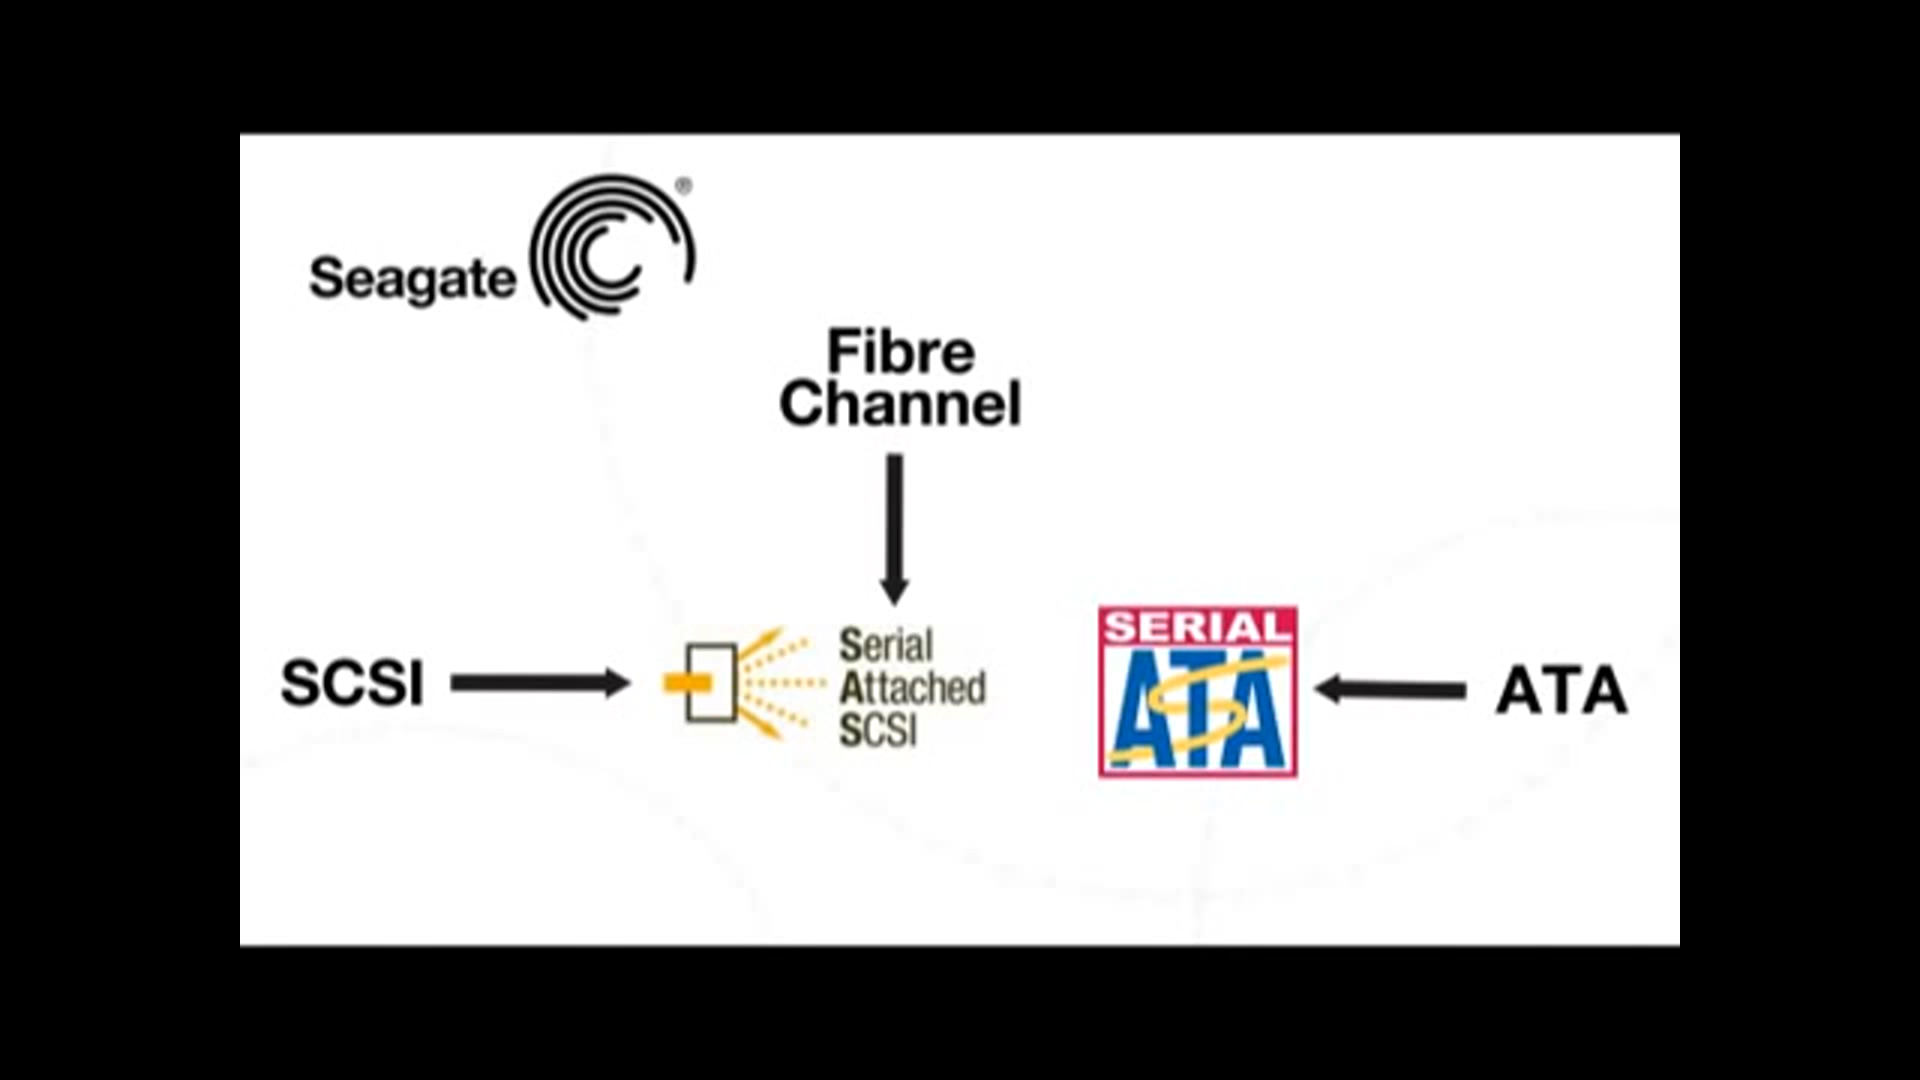 Seagate ®
Fibre
Channel
SCSI
Serial
Attached
SCSI
SERIAL
ATA
ATA